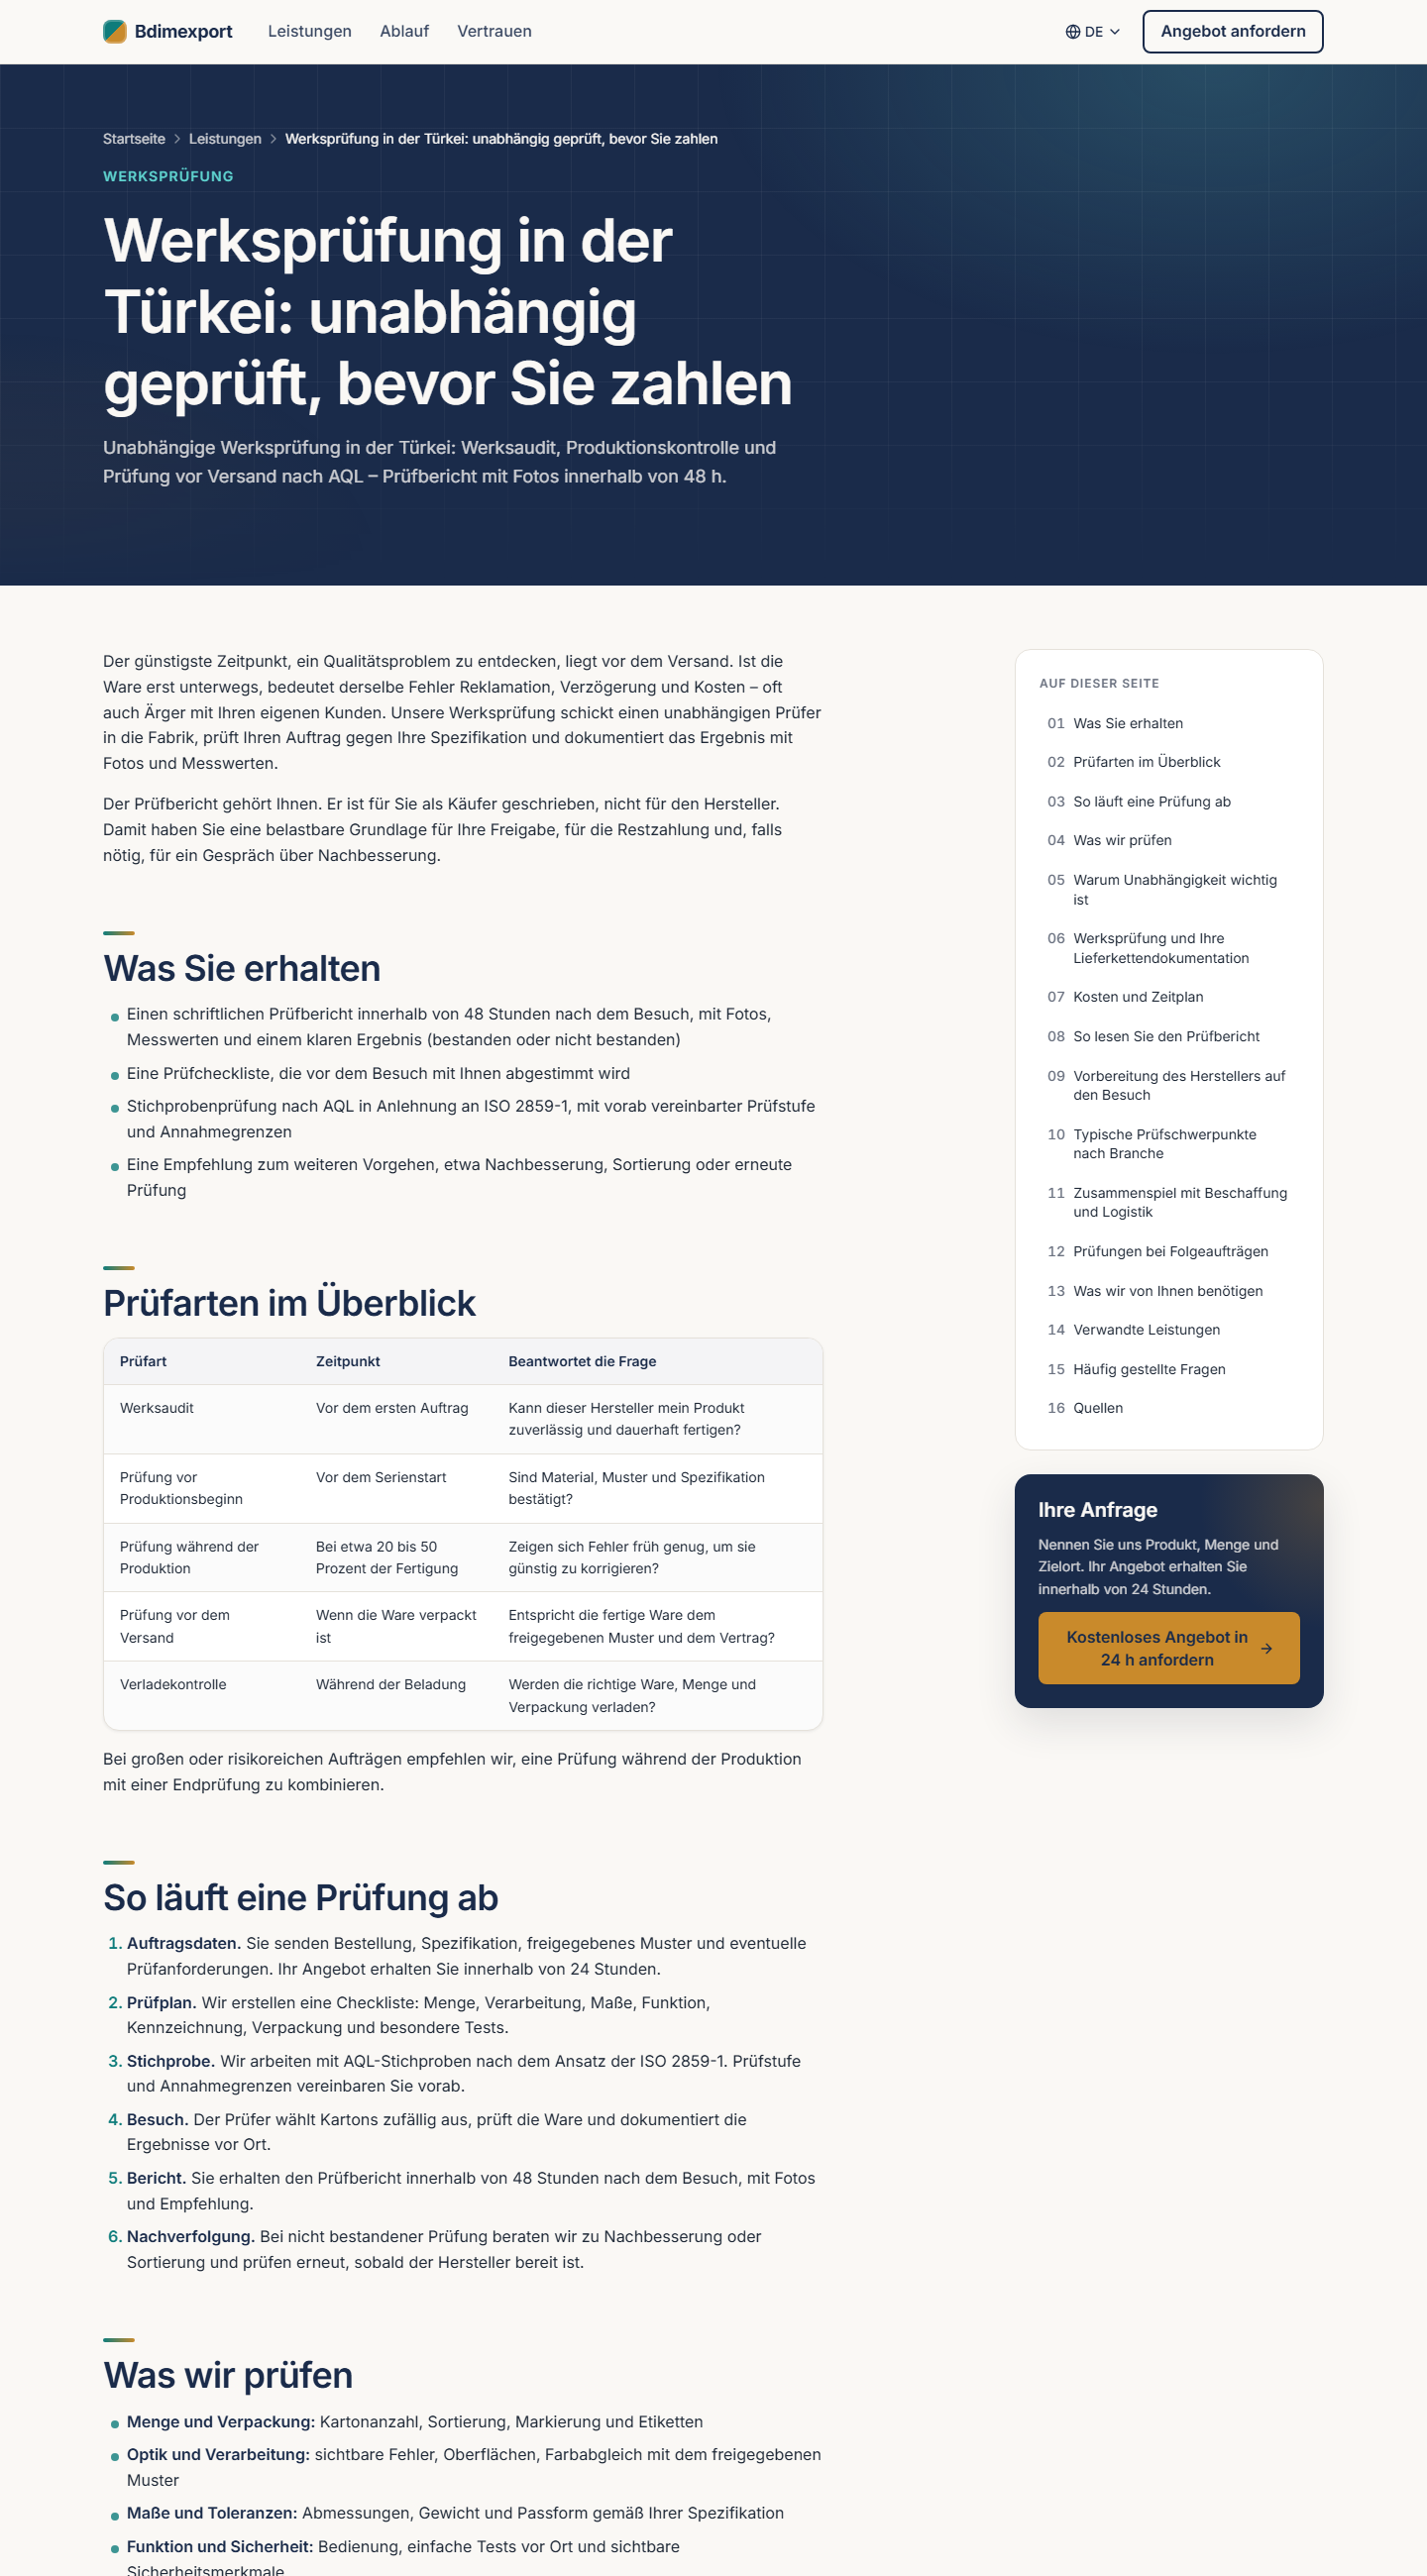 Bdimexport
Leistungen
Ablauf
Vertrauen
DE
Angebot anfordern
Startseite
Leistungen
Werksprüfung in der Türkei: unabhängig geprüft, bevor Sie zahlen
WERKSPRÜFUNG
Werksprüfung in der
Türkei: unabhängig
geprüft, bevor Sie zahlen
Unabhängige Werksprüfung in der Türkei: Werksaudit, Produktionskontrolle und
Prüfung vor Versand nach AQL – Prüfbericht mit Fotos innerhalb von 48 h.
Der günstigste Zeitpunkt, ein Qualitätsproblem zu entdecken, liegt vor dem Versand. Ist die
Ware erst unterwegs, bedeutet derselbe Fehler Reklamation, Verzögerung und Kosten – oft
auch Ärger mit Ihren eigenen Kunden. Unsere Werksprüfung schickt einen unabhängigen Prüfer
in die Fabrik, prüft Ihren Auftrag gegen Ihre Spezifikation und dokumentiert das Ergebnis mit
Fotos und Messwerten.
Der Prüfbericht gehört Ihnen. Er ist für Sie als Käufer geschrieben, nicht für den Hersteller.
Damit haben Sie eine belastbare Grundlage für Ihre Freigabe, für die Restzahlung und, falls
nötig, für ein Gespräch über Nachbesserung.
Was Sie erhalten
Einen schriftlichen Prüfbericht innerhalb von 48 Stunden nach dem Besuch, mit Fotos,
Messwerten und einem klaren Ergebnis (bestanden oder nicht bestanden)
Eine Prüfcheckliste, die vor dem Besuch mit Ihnen abgestimmt wird
Stichprobenprüfung nach AQL in Anlehnung an ISO 2859-1, mit vorab vereinbarter Prüfstufe
und Annahmegrenzen
Eine Empfehlung zum weiteren Vorgehen, etwa Nachbesserung, Sortierung oder erneute
Prüfung
Prüfarten im Überblick
Prüfart
Zeitpunkt
Beantwortet die Frage
Werksaudit
Vor dem ersten Auftrag
Kann dieser Hersteller mein Produkt
zuverlässig und dauerhaft fertigen?
Prüfung vor
Produktionsbeginn
Vor dem Serienstart
Sind Material, Muster und Spezifikation
bestätigt?
Prüfung während der
Produktion
Bei etwa 20 bis 50
Prozent der Fertigung
Zeigen sich Fehler früh genug, um sie
günstig zu korrigieren?
Prüfung vor dem
Versand
Wenn die Ware verpackt
ist
Entspricht die fertige Ware dem
freigegebenen Muster und dem Vertrag?
Verladekontrolle
Während der Beladung
Werden die richtige Ware, Menge und
Verpackung verladen?
Bei großen oder risikoreichen Aufträgen empfehlen wir, eine Prüfung während der Produktion
mit einer Endprüfung zu kombinieren.
So läuft eine Prüfung ab
1. Auftragsdaten. Sie senden Bestellung, Spezifikation, freigegebenes Muster und eventuelle
Prüfanforderungen. Ihr Angebot erhalten Sie innerhalb von 24 Stunden.
2. Prüfplan. Wir erstellen eine Checkliste: Menge, Verarbeitung, Maße, Funktion,
Kennzeichnung, Verpackung und besondere Tests.
3. Stichprobe. Wir arbeiten mit AQL-Stichproben nach dem Ansatz der ISO 2859-1. Prüfstufe
und Annahmegrenzen vereinbaren Sie vorab.
4. Besuch. Der Prüfer wählt Kartons zufällig aus, prüft die Ware und dokumentiert die
Ergebnisse vor Ort.
5. Bericht. Sie erhalten den Prüfbericht innerhalb von 48 Stunden nach dem Besuch, mit Fotos
und Empfehlung.
6. Nachverfolgung. Bei nicht bestandener Prüfung beraten wir zu Nachbesserung oder
Sortierung und prüfen erneut, sobald der Hersteller bereit ist.
Was wir prüfen
Menge und Verpackung: Kartonanzahl, Sortierung, Markierung und Etiketten
Optik und Verarbeitung: sichtbare Fehler, Oberflächen, Farbabgleich mit dem freigegebenen
Muster
Maße und Toleranzen: Abmessungen, Gewicht und Passform gemäß Ihrer Spezifikation
Funktion und Sicherheit: Bedienung, einfache Tests vor Ort und sichtbare
Sicherheitsmerkmale
AUF DIESER SEITE
01 Was Sie erhalten
02 Prüfarten im Überblick
03 So läuft eine Prüfung ab
04 Was wir prüfen
05 Warum Unabhängigkeit wichtig
ist
06 Werksprüfung und Ihre
Lieferkettendokumentation
07 Kosten und Zeitplan
08 So lesen Sie den Prüfbericht
09 Vorbereitung des Herstellers auf
den Besuch
10 Typische Prüfschwerpunkte
nach Branche
11 Zusammenspiel mit Beschaffung
und Logistik
12 Prüfungen bei Folgeaufträgen
13 Was wir von Ihnen benötigen
14 Verwandte Leistungen
15 Häufig gestellte Fragen
16 Quellen
Ihre Anfrage
Nennen Sie uns Produkt, Menge und
Zielort. Ihr Angebot erhalten Sie
innerhalb von 24 Stunden.
Kostenloses Angebot in
24 h anfordern